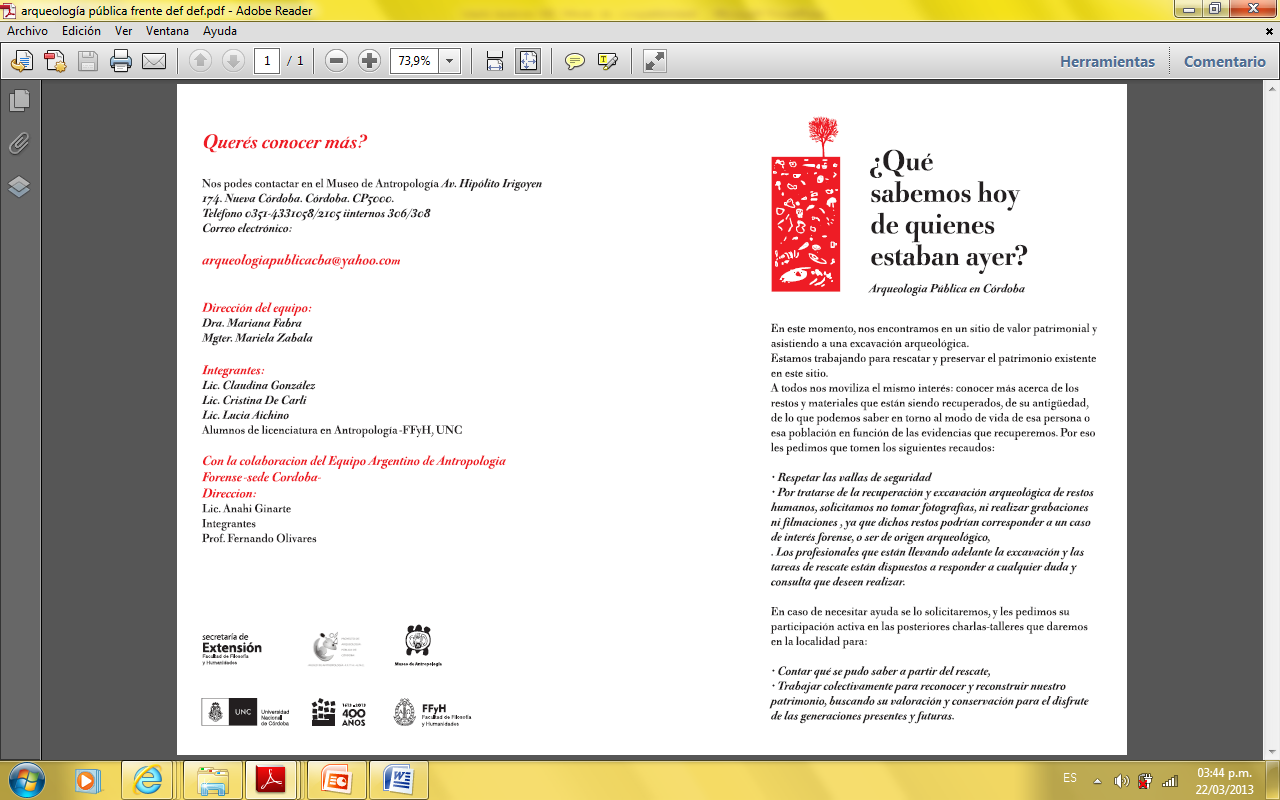 arqueología pública frente def def.pdf - Adobe Reader
Archivo Edición Ver Ventana Ayuda
1 / 1 73,9% Herramientas Comentario
Querés conocer más?
Nos podes contactar en el Museo de Antropología Av. Hipólito Irigoyen
174. Nueva Córdoba. Córdoba. CP5000.
Teléfono 0351-4331058/2105 iinternos 306/308
Correo electrónico:
arqueologiapublicacba@yahoo.com
Dirección del equipo:
Dra. Mariana Fabra
Mgter. Mariela Zabala
Integrantes:
Lic. Claudina González
Lic. Cristina De Carli
Lic. Lucía Aichino
Alumnos de licenciatura en Antropología -FFyH, UNC
Con la colaboracion del Equipo Argentino de Antropologia
Forense -sede Cordoba-
Direccion:
Lic. Anahi Ginarte
Integrantes
Prof. Fernando Olivares
secretaría de
Extensión
Facultad de Filosofía
y Humanidades
Museo de Antropología
UNC
Universidad
Nacional
de Córdoba
1613 2013
400
AÑOS
FFyH
Facultad de Filosofía
y Humanidades
¿Qué
sabemos hoy
de quienes
estaban ayer?
Arqueología Pública en Córdoba
En este momento, nos encontramos en un sitio de valor patrimonial y
asistiendo a una excavación arqueológica.
Estamos trabajando para rescatar y preservar el patrimonio existente
en este sitio.
A todos nos moviliza el mismo interés: conocer más acerca de los
restos y materiales que están siendo recuperados, de su antigüedad,
de lo que podemos saber en torno al modo de vida de esa persona o
esa población en función de las evidencias que recuperemos. Por eso
les pedimos que tomen los siguientes recaudos:
· Respetar las vallas de seguridad
· Por tratarse de la recuperación y excavación arqueológica de restos
humanos, solicitamos no tomar fotografías, ni realizar grabaciones
ni filmaciones , ya que dichos restos podrían corresponder a un caso
de interés forense, o ser de origen arqueológico,
. Los profesionales que están llevando adelante la excavación y las
tareas de rescate están dispuestos a responder a cualquier duda y
consulta que deseen realizar.
En caso de necesitar ayuda se lo solicitaremos, y les pedimos su
participación activa en las posteriores charlas-talleres que daremos
en la localidad para:
· Contar qué se pudo saber a partir del rescate,
· Trabajar colectivamente para reconocer y reconstruir nuestro
patrimonio, buscando su valoración y conservación para el disfrute
de las generaciones presentes y futuras.
ES
03:44 p.m.
22/03/2013